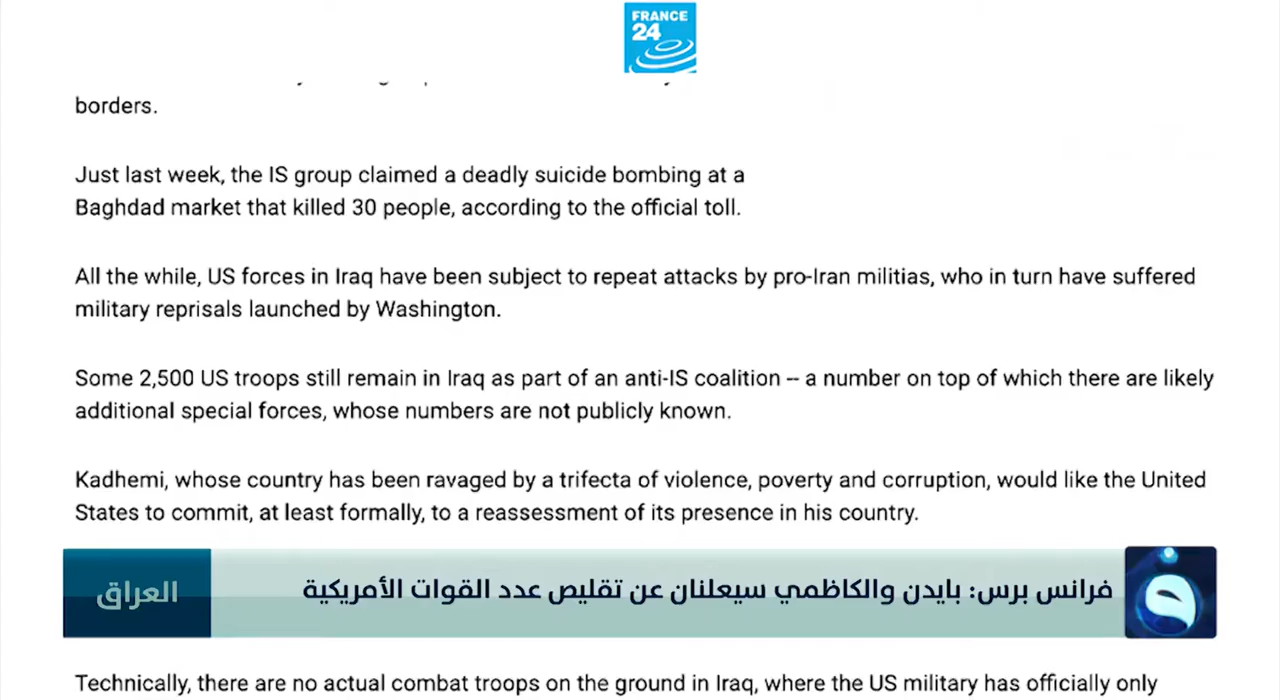 FRANCE
24
borders.
Just last week, the IS group claimed a deadly suicide bombing at a
Baghdad market that killed 30 people, according to the official toll.
All the while, US forces in Iraq have been subject to repeat attacks by pro-Iran militias, who in turn have suffered
military reprisals launched by Washington.
Some 2,500 US troops still remain in Iraq as part of an anti-IS coalition -- a number on top of which there are likely
additional special forces, whose numbers are not publicly known.
Kadhemi, whose country has been ravaged by a trifecta of violence, poverty and corruption, would like the United
States to commit, at least formally, to a reassessment of its presence in his country.
فرانس برس: بايدن والكاظمي سيعلنان عن تقليص عدد القوات الأمريكية
العراق
Technically, there are no actual combat troops on the ground in Iraq, where the US military has officially only